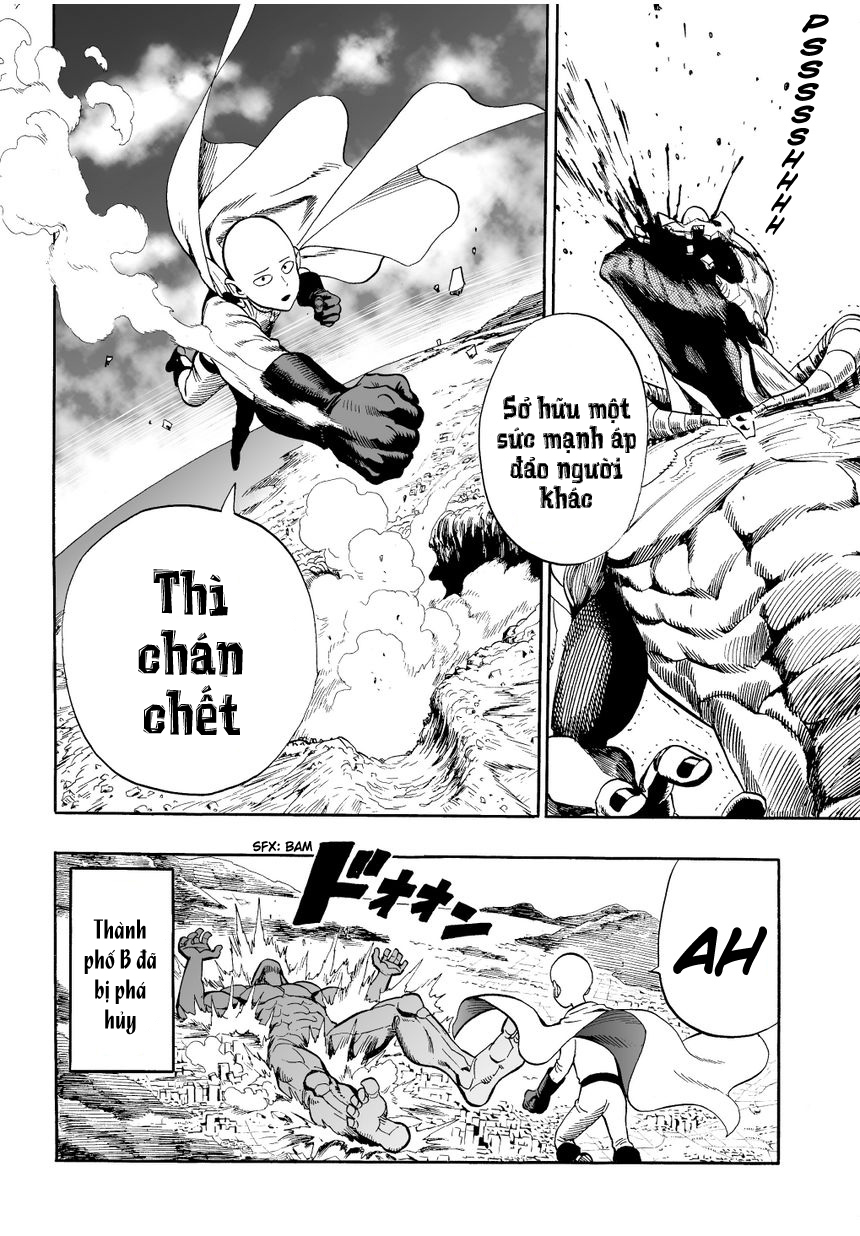 PSSSSSHHHH
Sở hữu một
sức mạnh áp
đảo người
khác
Thì
chán
chết
SFX: BAM
ドオオン
AH
Thành
phố B đã
bị phá
hủy